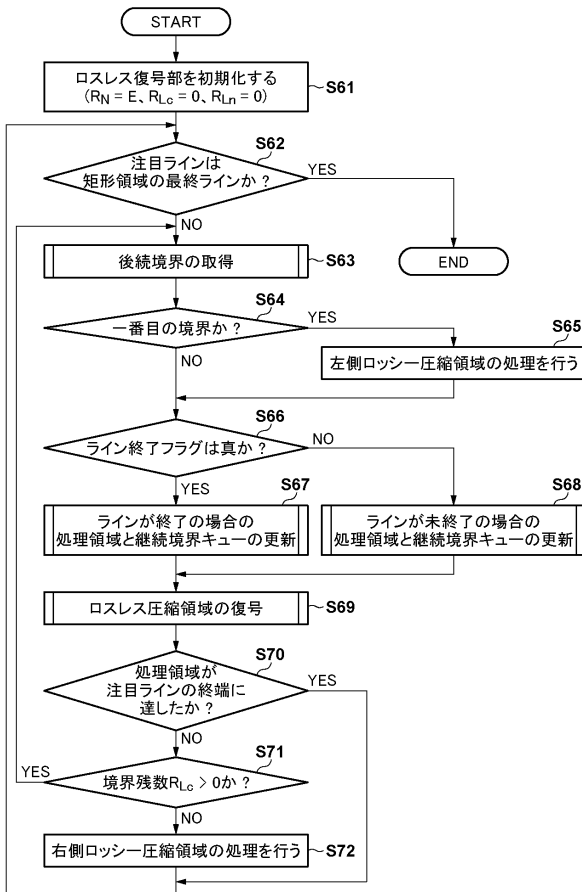 START
ロスレス復号部を初期化する
(R_N = E、R_Lc = 0、R_Ln = 0)
S61
S62
注目ラインは
矩形領域の最終ラインか？
YES
NO
後続境界の取得
S63
END
S64
一番目の境界か？
YES
NO
S65
左側ロッシー圧縮領域の処理を行う
S66
ライン終了フラグは真か？
NO
YES
S67
ラインが終了の場合の
処理領域と継続境界キューの更新
S68
ラインが未終了の場合の
処理領域と継続境界キューの更新
ロスレス圧縮領域の復号
S69
S70
処理領域が
注目ラインの終端に
達したか？
YES
NO
S71
YES
境界残数R_Lc > 0か？
NO
右側ロッシー圧縮領域の処理を行う
S72